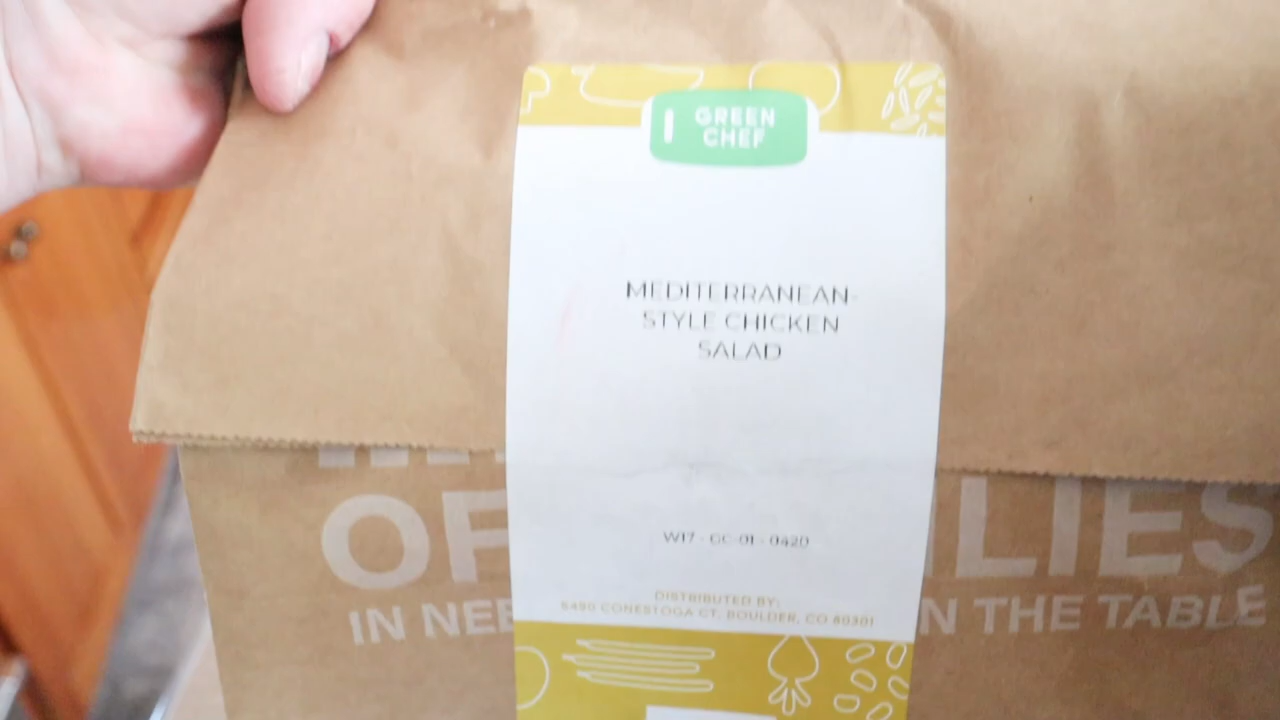 GREEN
CHEF
MEDITERRANEAN-
STYLE CHICKEN
SALAD
W17 - GC-01 - 0420
DISTRIBUTED BY:
5490 CONESTOGA CT, BOULDER, CO 80301
OF
LIES
IN NEE
N THE TABLE